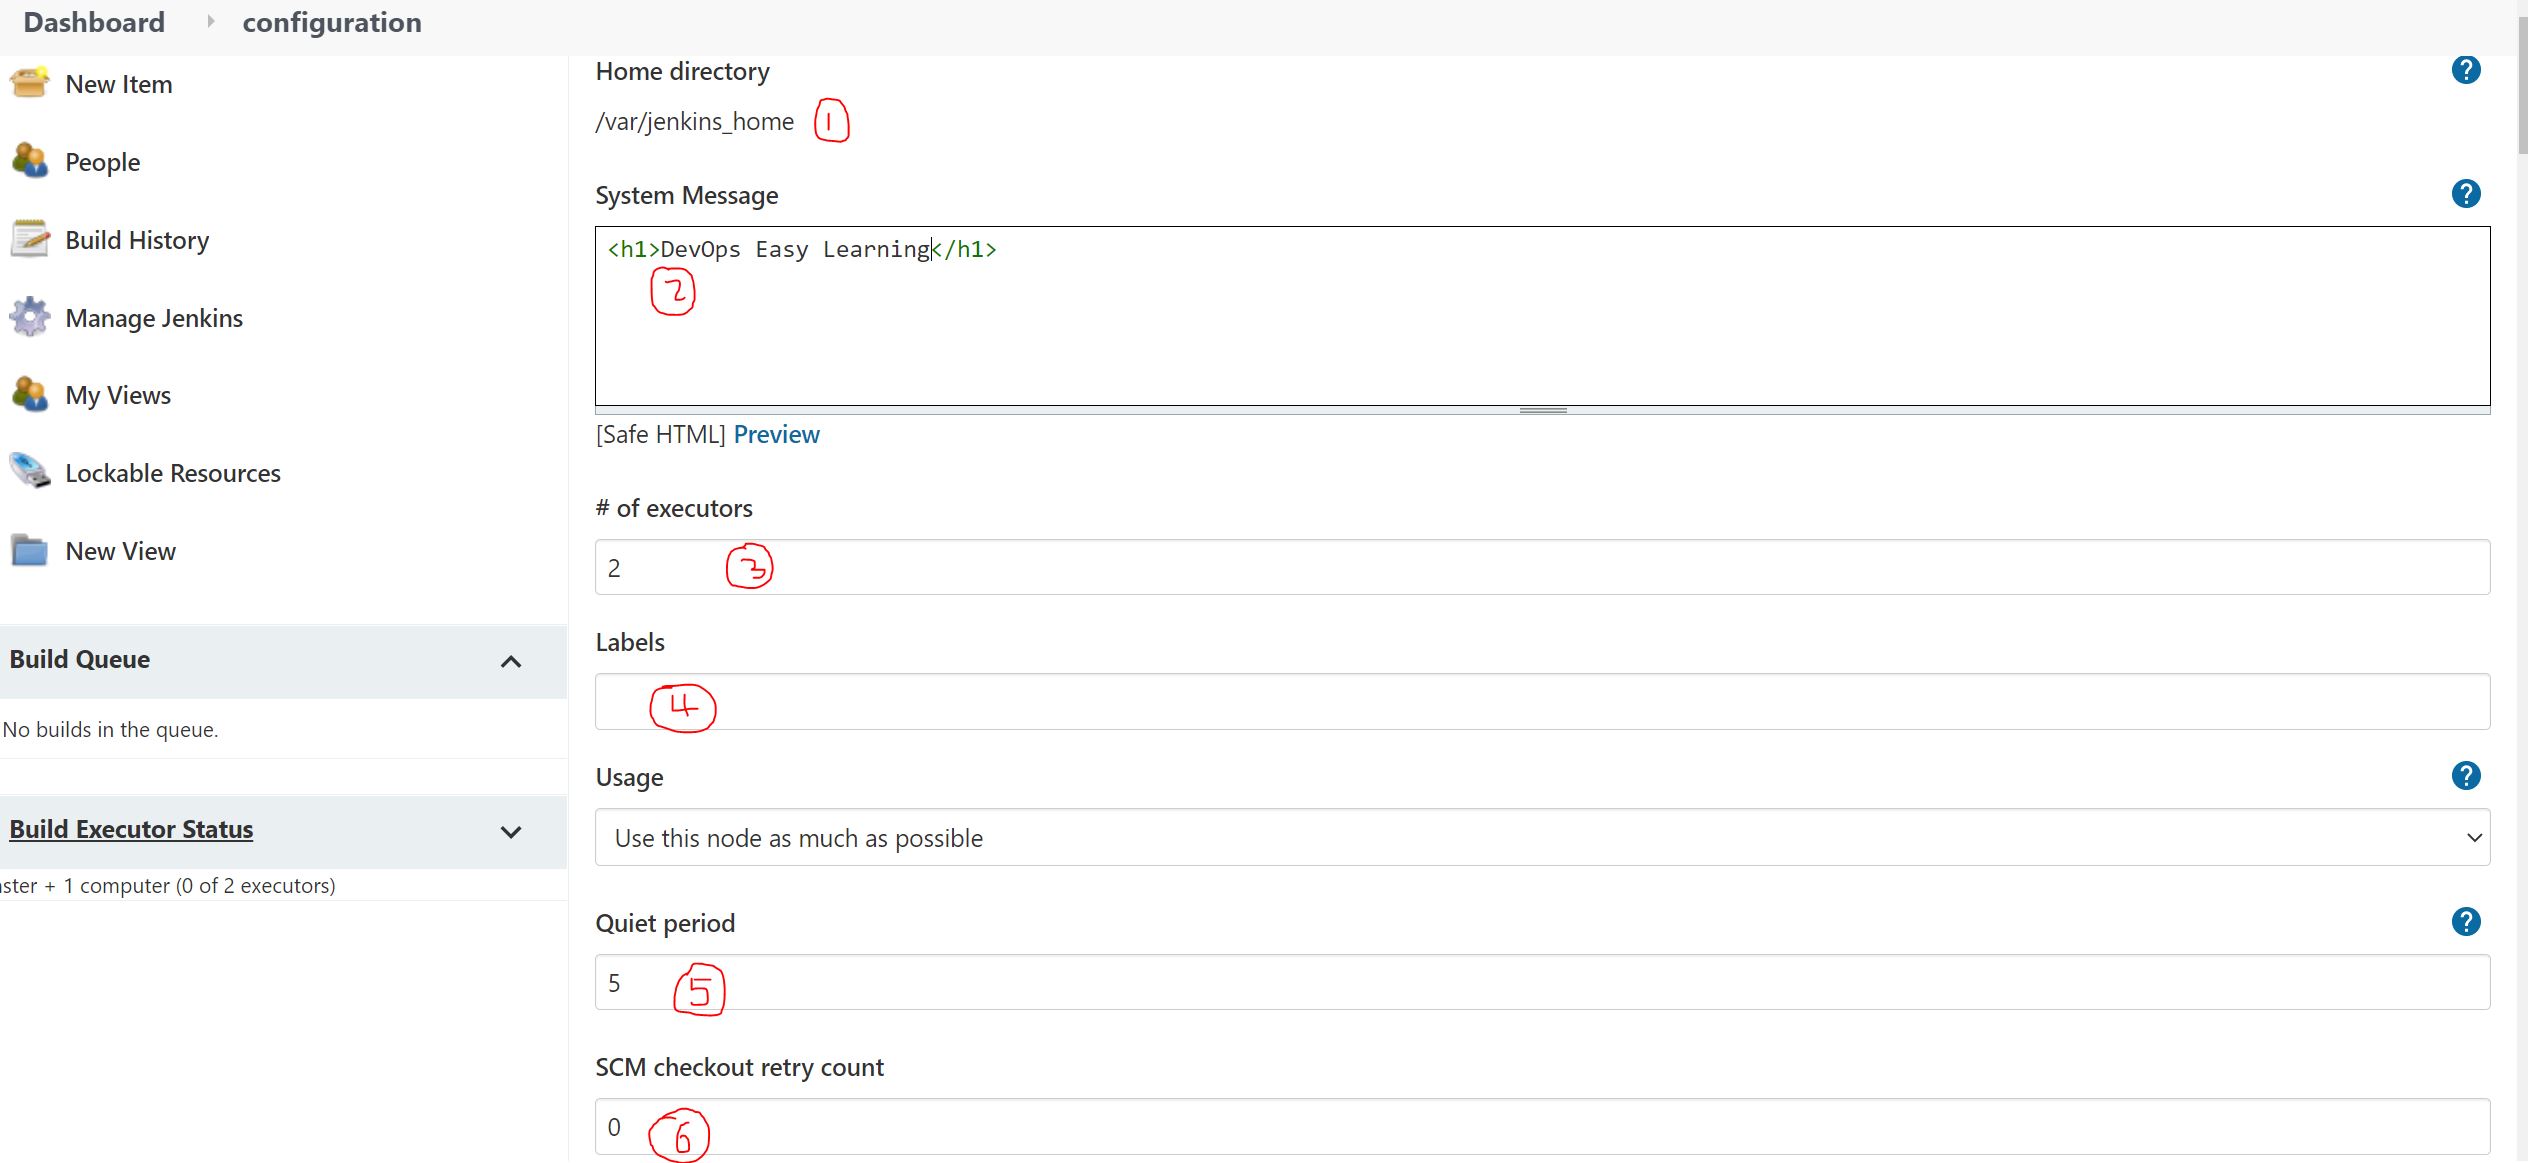 Dashboard configuration
New Item
People
Build History
Manage Jenkins
My Views
Lockable Resources
New View
Build Queue
No builds in the queue.
Build Executor Status
+ 1 computer (0 of 2 executors)
Home directory
/var/jenkins_home 1
System Message
<h1>DevOps Easy Learning</h1>
2
[Safe HTML] Preview
# of executors
2 3
Labels
4
Usage
Use this node as much as possible
Quiet period
5 5
SCM checkout retry count
0 6